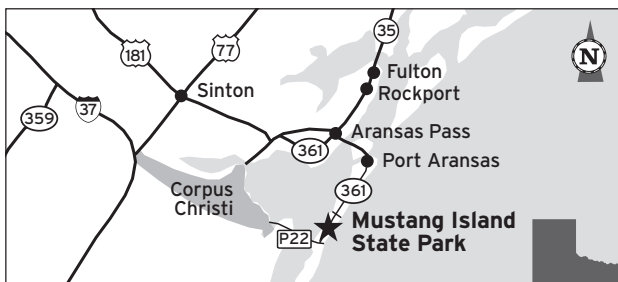 35
77
181
N
Fulton
Rockport
Sinton
37
359
Aransas Pass
361
Port Aransas
361
Corpus
Christi
Mustang Island
State Park
P22